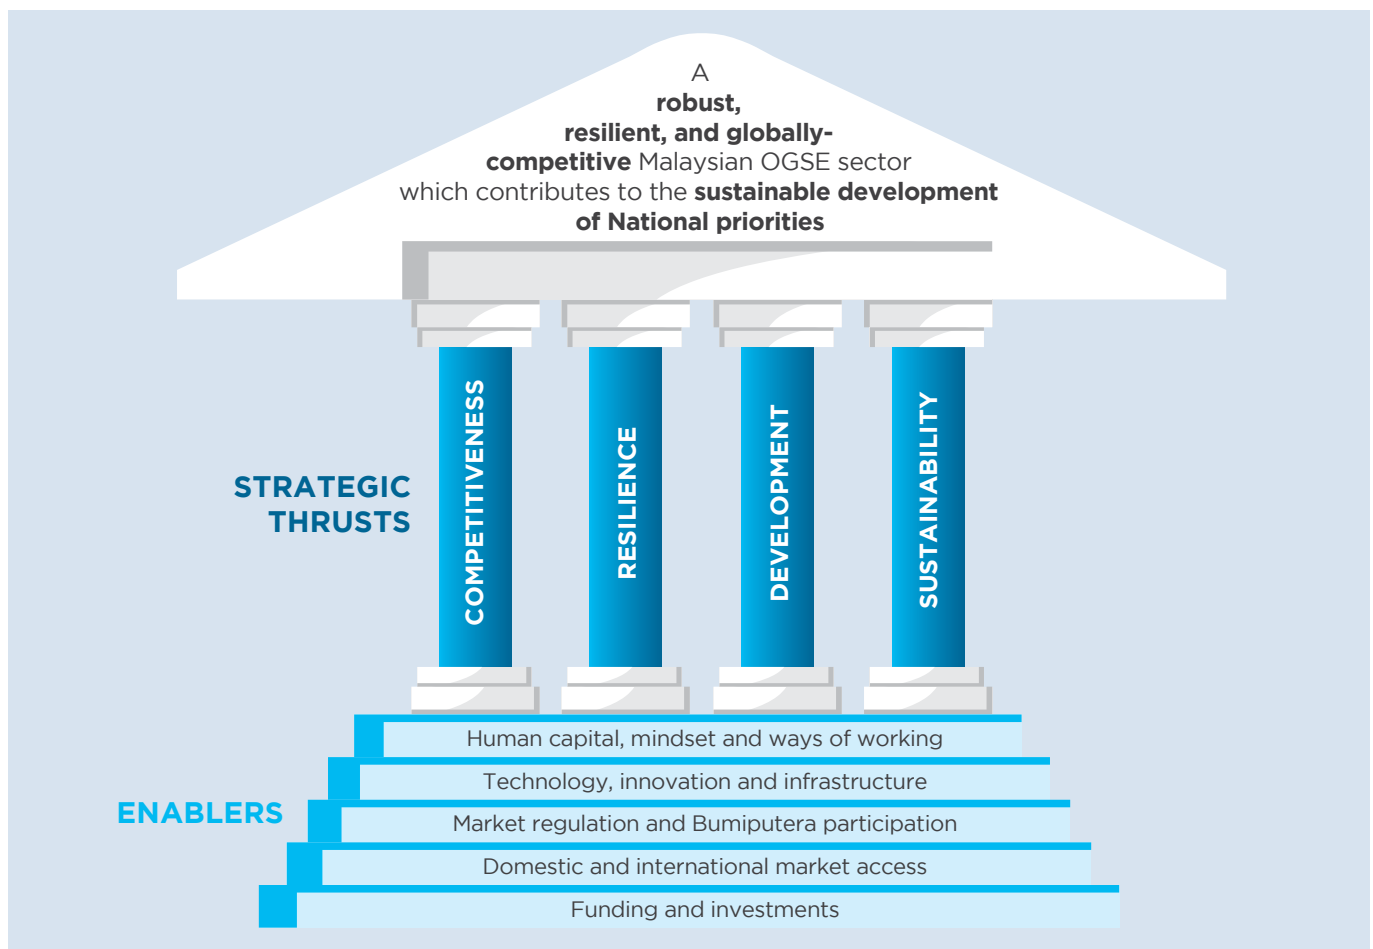 A
robust,
resilient, and globally-
competitive Malaysian OGSE sector
which contributes to the sustainable development
of National priorities
STRATEGIC
THRUSTS
COMPETITIVENESS
RESILIENCE
DEVELOPMENT
SUSTAINABILITY
ENABLERS
Human capital, mindset and ways of working
Technology, innovation and infrastructure
Market regulation and Bumiputera participation
Domestic and international market access
Funding and investments